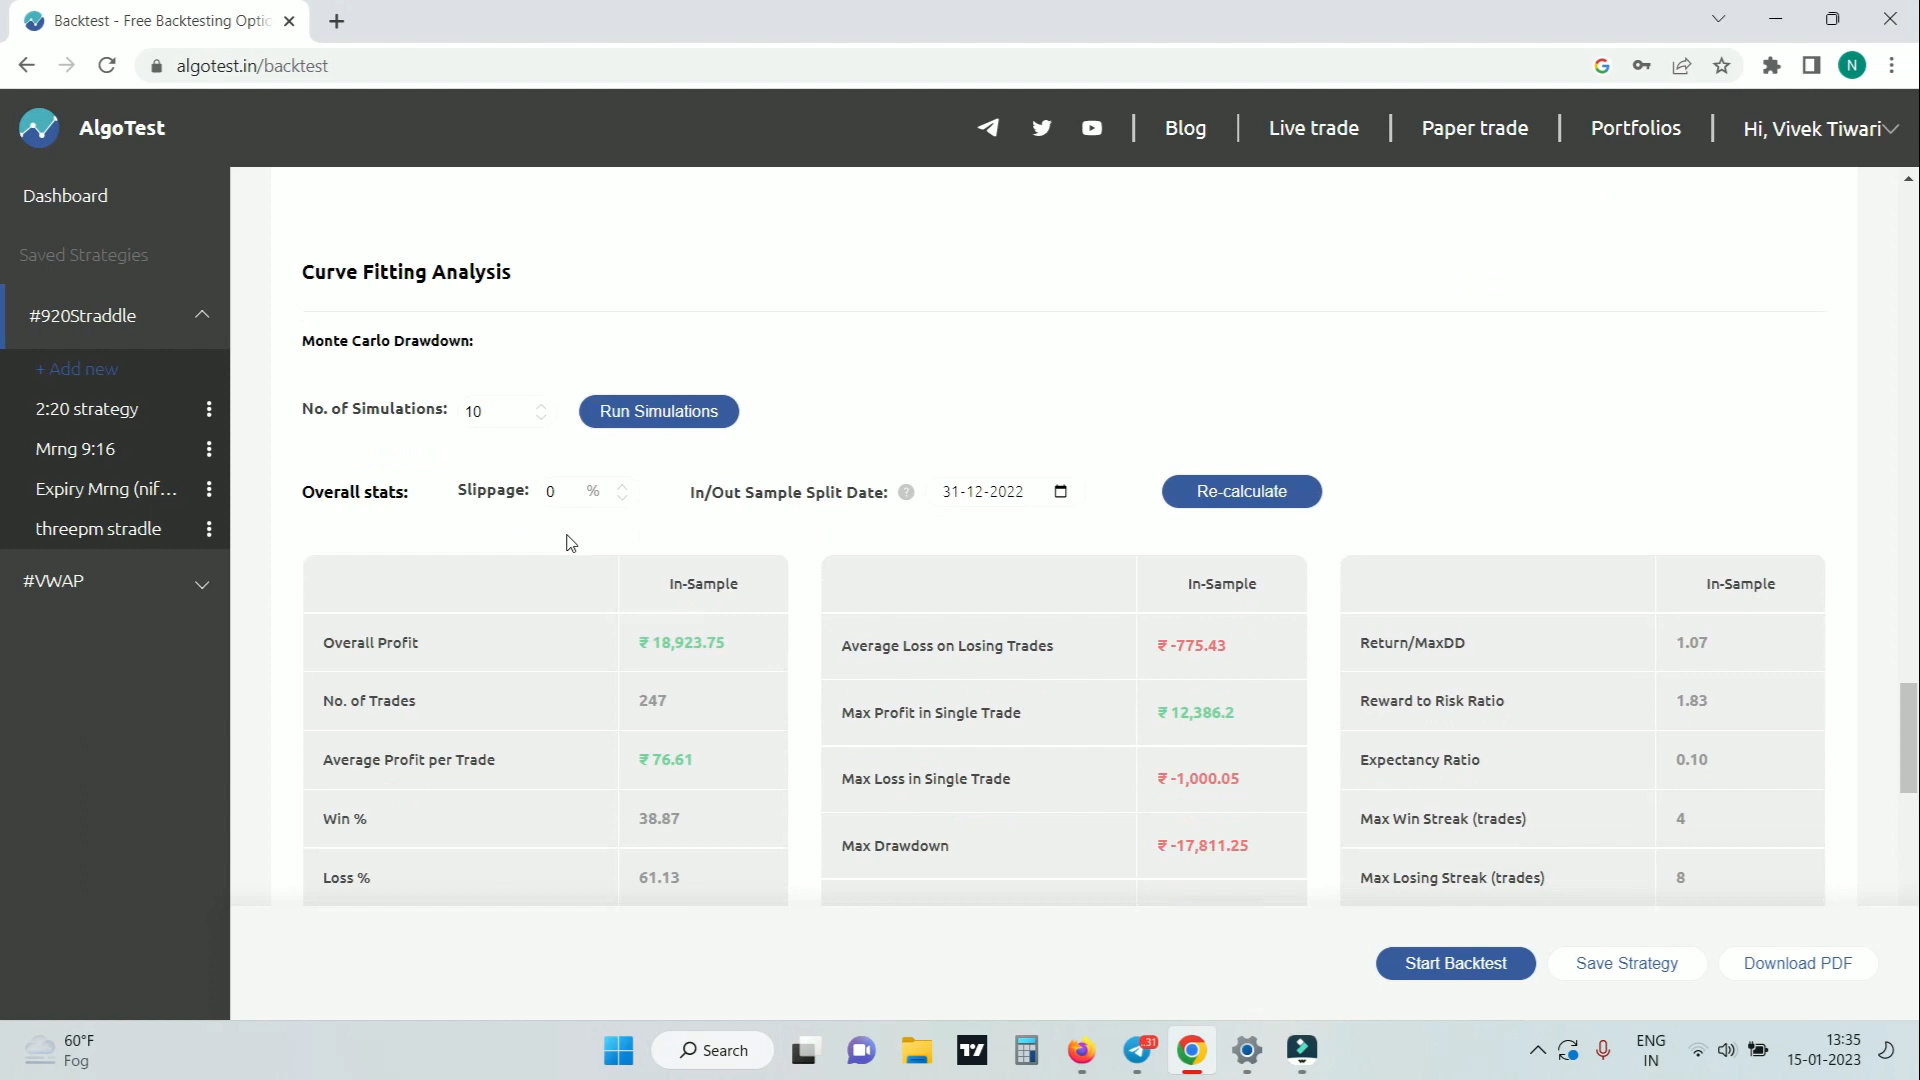 Backtest - Free Backtesting Optio
algotest.in/backtest
N
AlgoTest
Blog
Live trade
Paper trade
Portfolios
Hi, Vivek Tiwari
Dashboard
Saved Strategies
#920Straddle
+ Add new
2:20 strategy
Mrng 9:16
Expiry Mrng (nif...
threepm stradle
#VWAP
Curve Fitting Analysis
Monte Carlo Drawdown:
No. of Simulations: 10 Run Simulations
Overall stats: Slippage: 0 % In/Out Sample Split Date: ? 31-12-2022 Re-calculate
In-Sample
Overall Profit ₹ 18,923.75
No. of Trades 247
Average Profit per Trade ₹ 76.61
Win % 38.87
Loss % 61.13
In-Sample
Average Loss on Losing Trades ₹ -775.43
Max Profit in Single Trade ₹ 12,386.2
Max Loss in Single Trade ₹ -1,000.05
Max Drawdown ₹ -17,811.25
In-Sample
Return/MaxDD 1.07
Reward to Risk Ratio 1.83
Expectancy Ratio 0.10
Max Win Streak (trades) 4
Max Losing Streak (trades) 8
Start Backtest
Save Strategy
Download PDF
60°F
Fog
Search
31
ENG
IN
13:35
15-01-2023